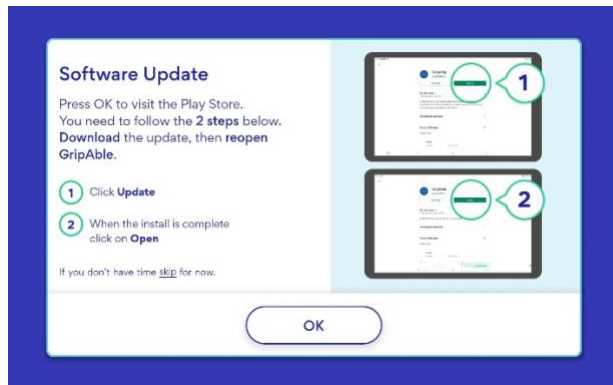 Software Update
Press OK to visit the Play Store.
You need to follow the 2 steps below.
Download the update, then reopen
GripAble.
1 Click Update
2 When the install is complete
click on Open
If you don't have time skip for now.
1
2
OK